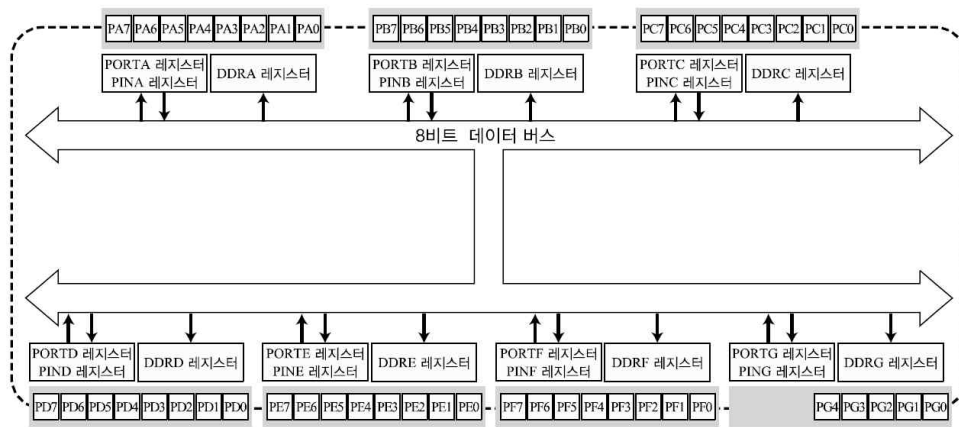 PA7 PA6 PA5 PA4 PA3 PA2 PA1 PA0
PB7 PB6 PB5 PB4 PB3 PB2 PB1 PB0
PC7 PC6 PC5 PC4 PC3 PC2 PC1 PC0
PORTA 레지스터
PINA 레지스터
DDRA 레지스터
PORTB 레지스터
PINB 레지스터
DDRB 레지스터
PORTC 레지스터
PINC 레지스터
DDRC 레지스터
8비트 데이터 버스
PORTD 레지스터
PIND 레지스터
DDRD 레지스터
PORTE 레지스터
PINE 레지스터
DDRE 레지스터
PORTF 레지스터
PINF 레지스터
DDRF 레지스터
PORTG 레지스터
PING 레지스터
DDRG 레지스터
PD7 PD6 PD5 PD4 PD3 PD2 PD1 PD0
PE7 PE6 PE5 PE4 PE3 PE2 PE1 PE0
PF7 PF6 PF5 PF4 PF3 PF2 PF1 PF0
PG4 PG3 PG2 PG1 PG0